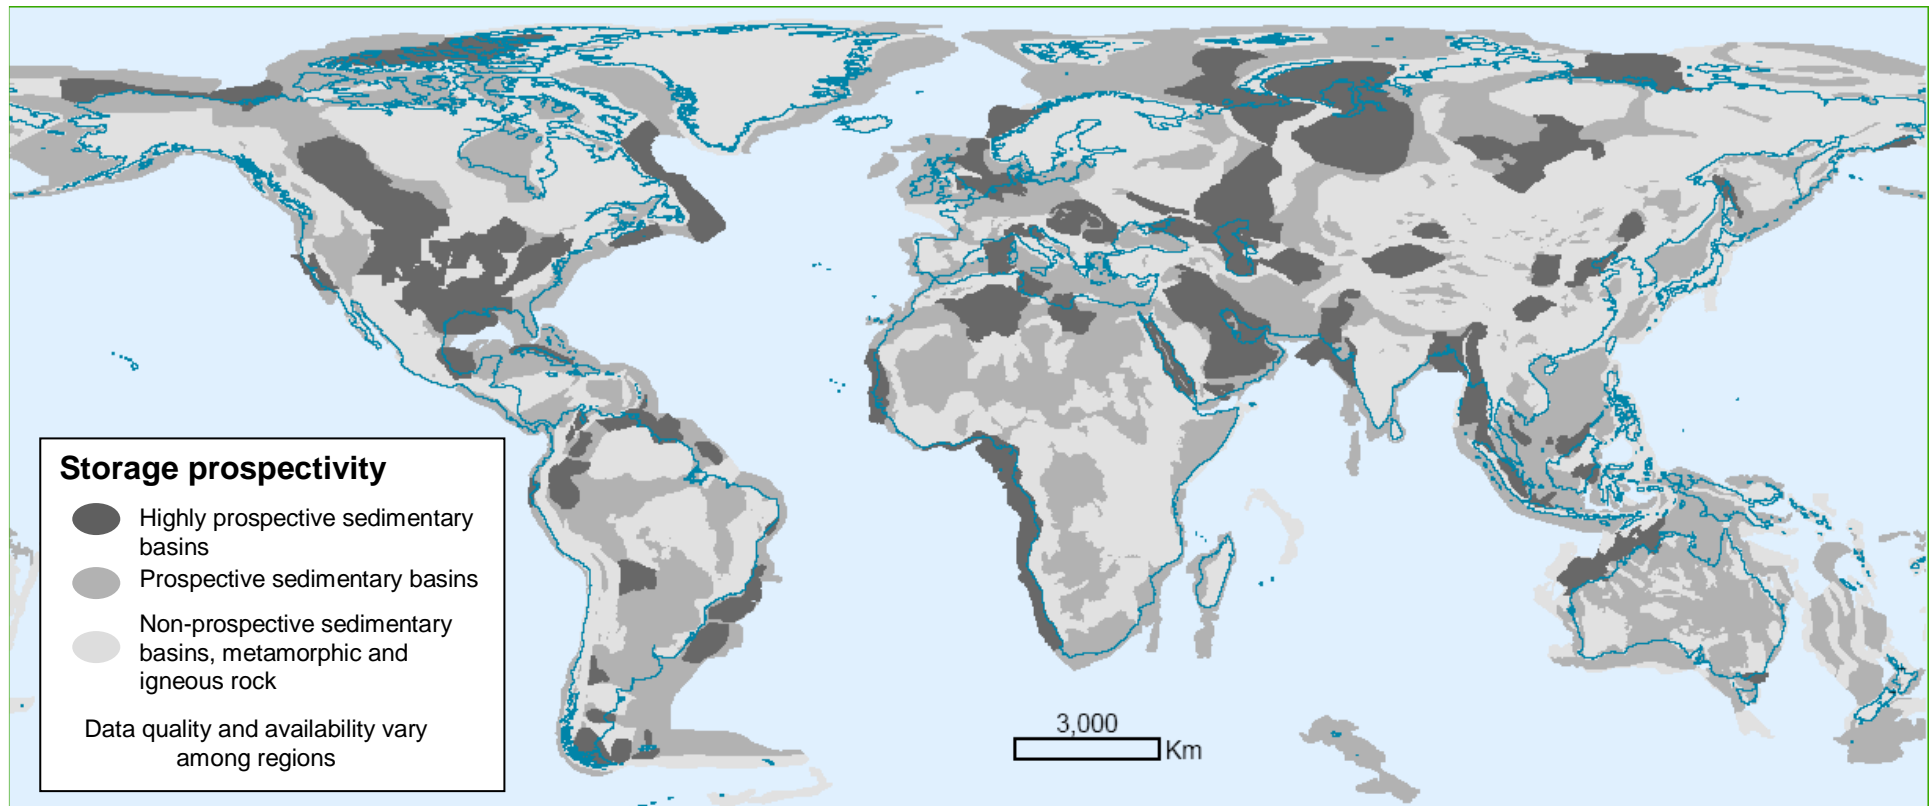 Storage prospectivity
Highly prospective sedimentary
basins
Prospective sedimentary basins
Non-prospective sedimentary
basins, metamorphic and
igneous rock
Data quality and availability vary
among regions
3,000
Km